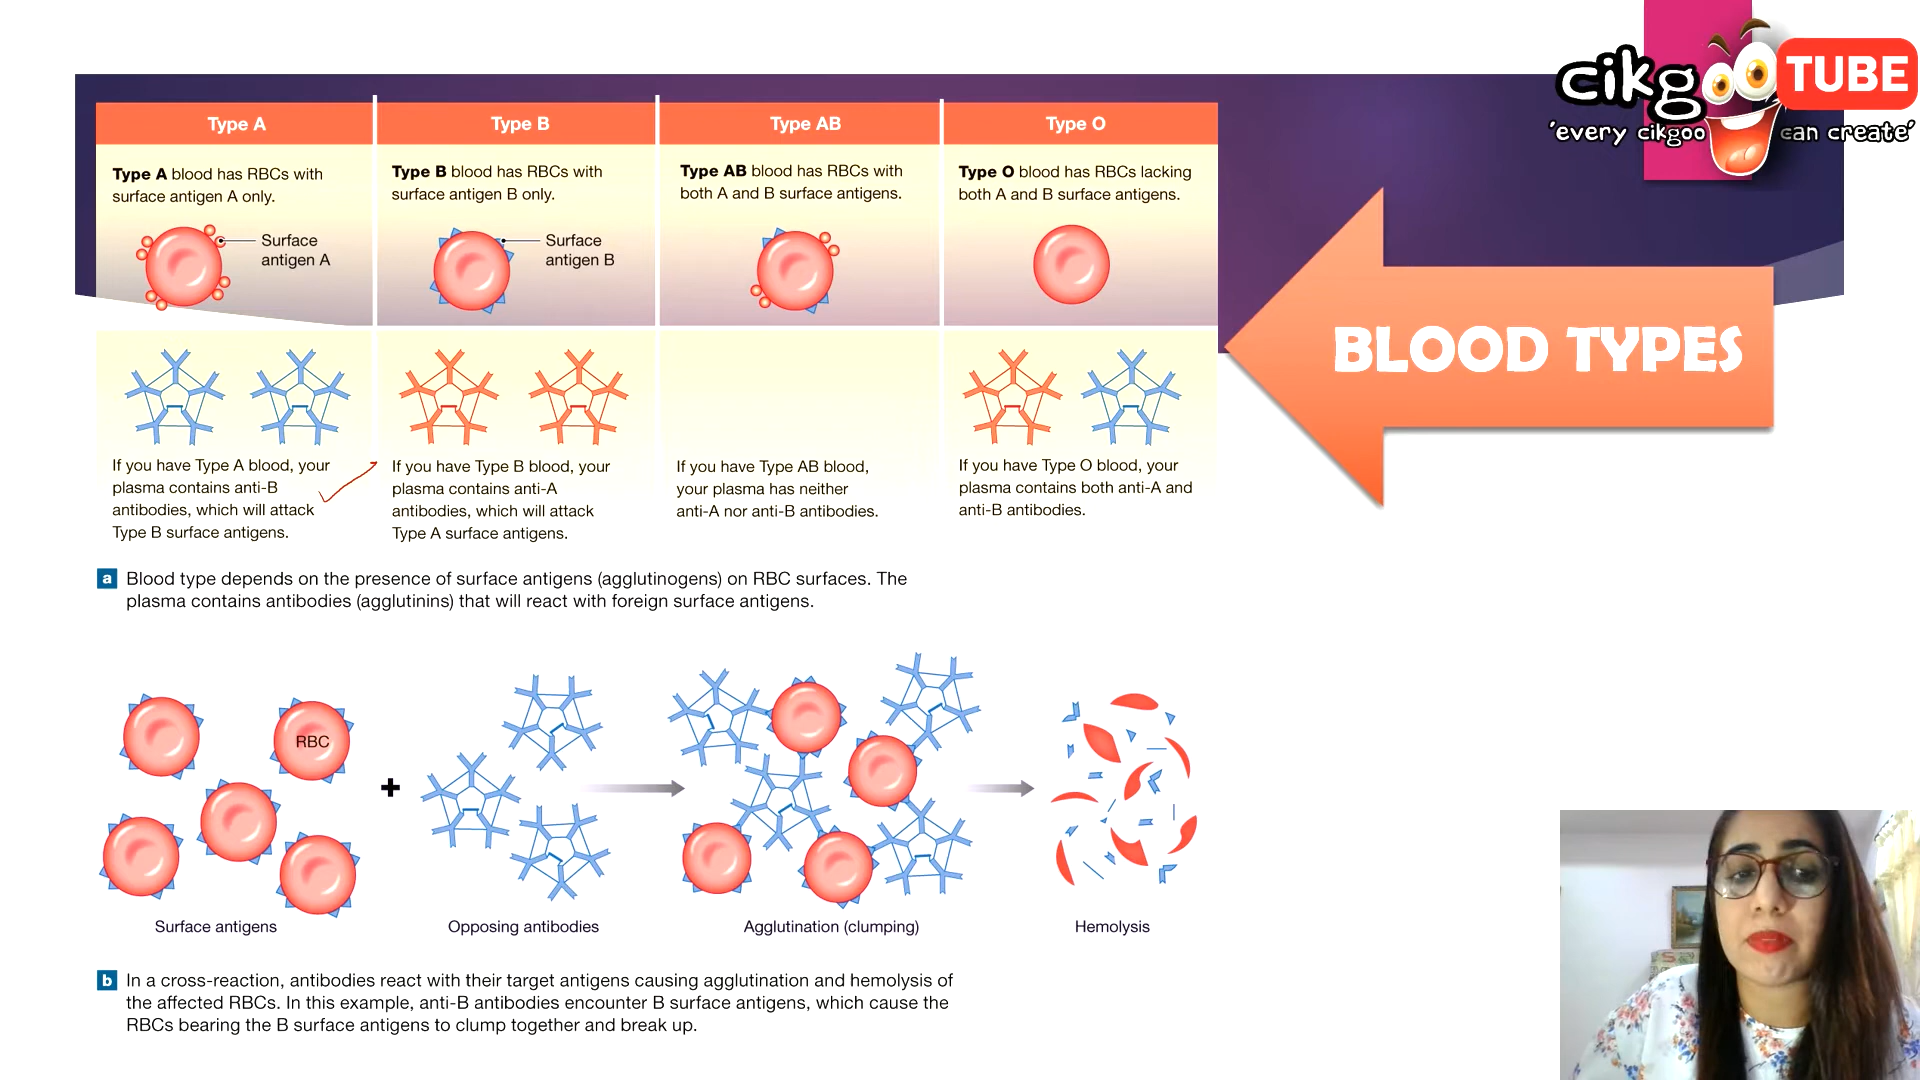 cikgoo TUBE
'every cikgoo can create'
Type A
Type B
Type AB
Type O
Type A blood has RBCs with
surface antigen A only.
Type B blood has RBCs with
surface antigen B only.
Type AB blood has RBCs with
both A and B surface antigens.
Type O blood has RBCs lacking
both A and B surface antigens.
Surface
antigen A
Surface
antigen B
BLOOD TYPES
If you have Type A blood, your
plasma contains anti-B
antibodies, which will attack
Type B surface antigens.
If you have Type B blood, your
plasma contains anti-A
antibodies, which will attack
Type A surface antigens.
If you have Type AB blood,
your plasma has neither
anti-A nor anti-B antibodies.
If you have Type O blood, your
plasma contains both anti-A and
anti-B antibodies.
a Blood type depends on the presence of surface antigens (agglutinogens) on RBC surfaces. The
plasma contains antibodies (agglutinins) that will react with foreign surface antigens.
RBC
+
Surface antigens
Opposing antibodies
Agglutination (clumping)
Hemolysis
b In a cross-reaction, antibodies react with their target antigens causing agglutination and hemolysis of
the affected RBCs. In this example, anti-B antibodies encounter B surface antigens, which cause the
RBCs bearing the B surface antigens to clump together and break up.